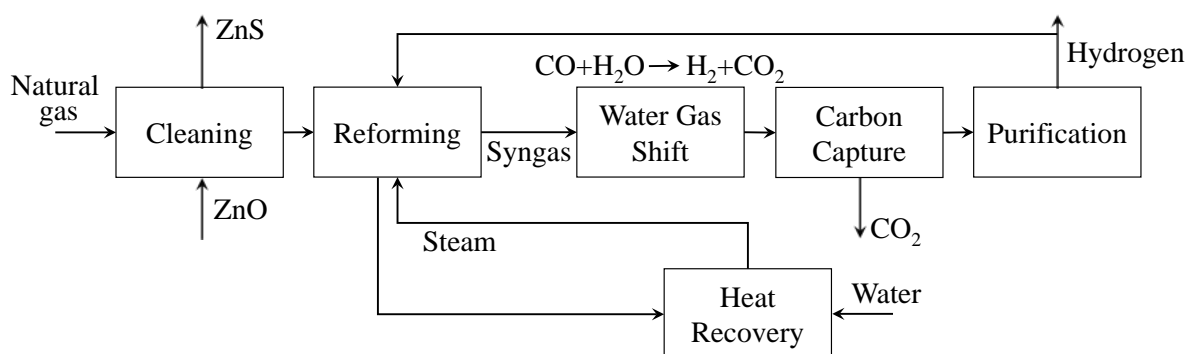 ZnS
Hydrogen
CO+H₂O→H₂+CO₂
Natural
gas
Cleaning
Reforming
Syngas
Water Gas
Shift
Carbon
Capture
Purification
ZnO
Steam
CO₂
Heat
Recovery
Water